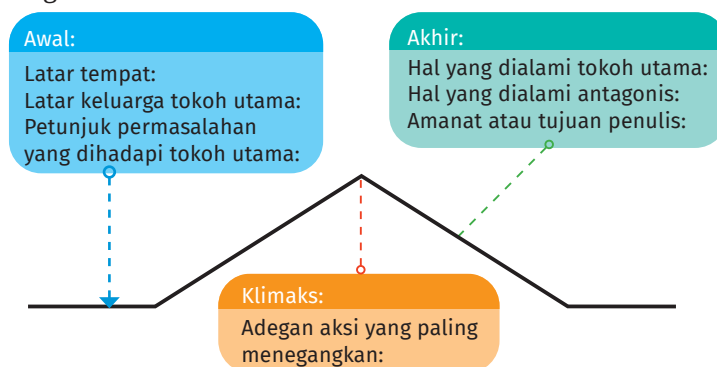 Awal:
Latar tempat:
Latar keluarga tokoh utama:
Petunjuk permasalahan
yang dihadapi tokoh utama:
Akhir:
Hal yang dialami tokoh utama:
Hal yang dialami antagonis:
Amanat atau tujuan penulis:
Klimaks:
Adegan aksi yang paling
menegangkan: